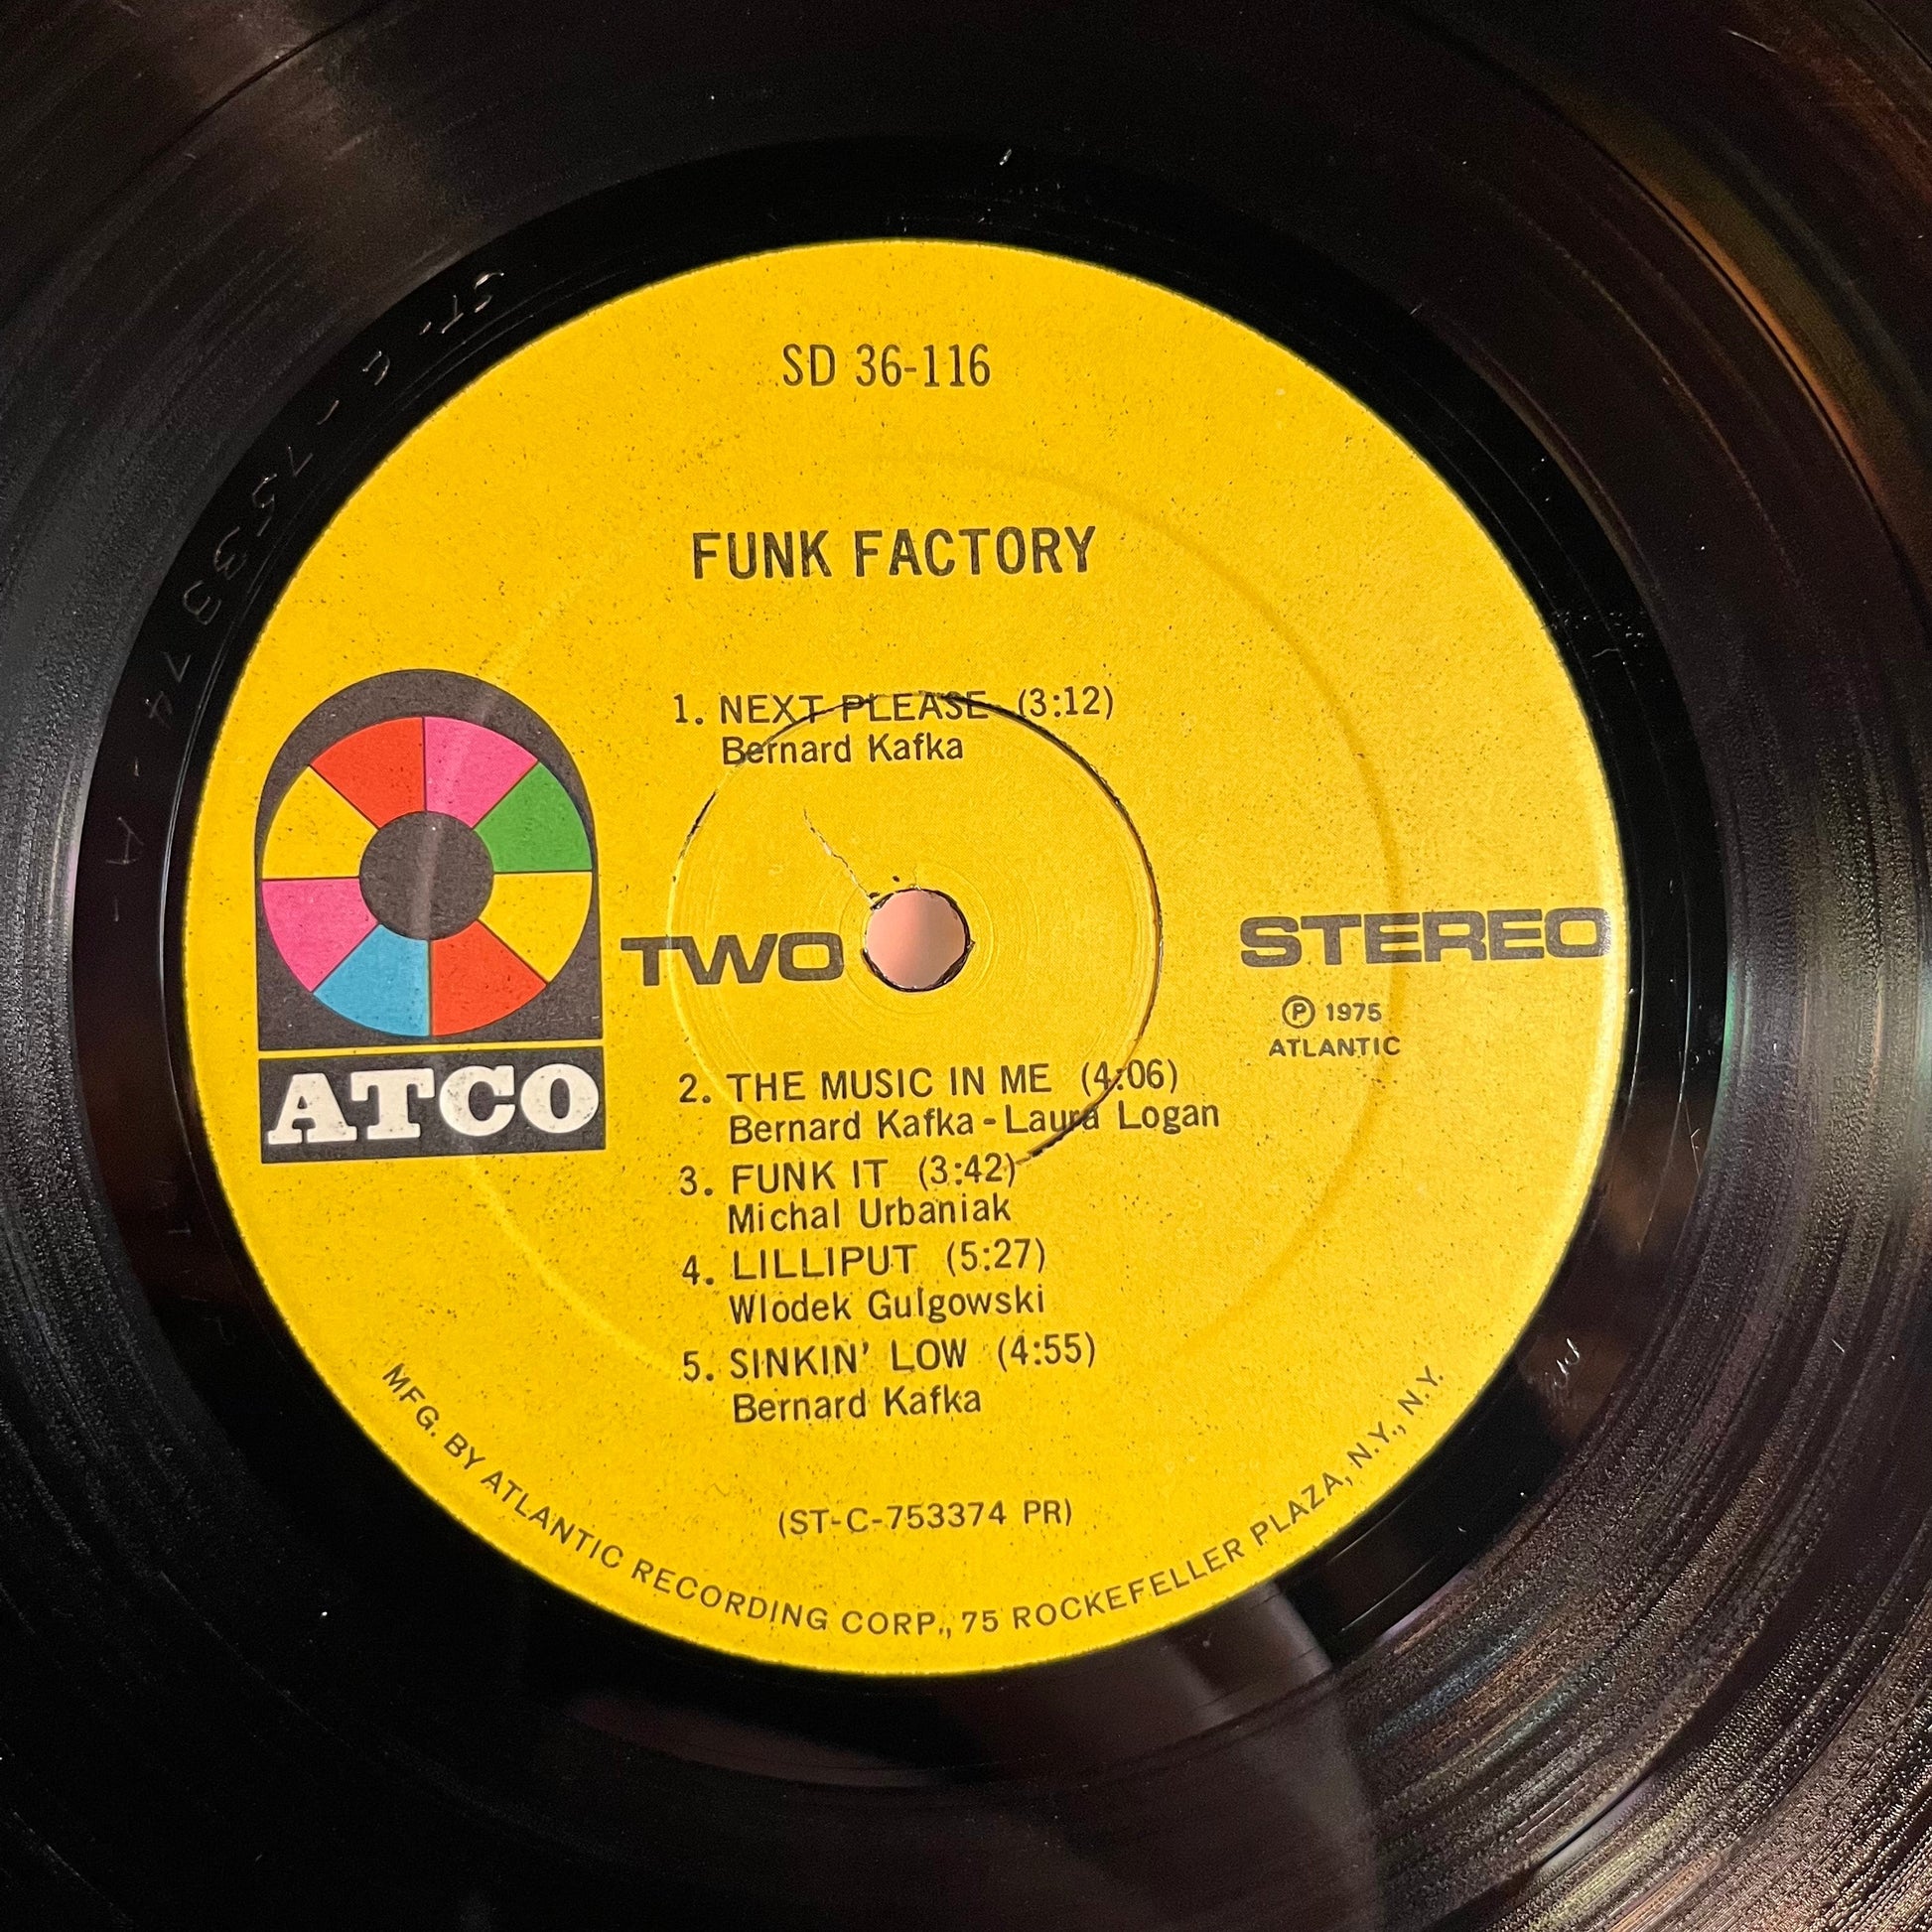 SD 36-116
FUNK FACTORY
1. NEXT PLEASE (3:12)
Bernard Kafka
ATCO
TWO
STEREO
Ⓟ 1975
ATLANTIC
2. THE MUSIC IN ME (4:06)
Bernard Kafka - Laura Logan
3. FUNK IT (3:42)
Michal Urbaniak
4. LILLIPUT (5:27)
Wlodek Gulgowski
5. SINKIN' LOW (4:55)
Bernard Kafka
(ST-C-753374 PR)
MFG. BY ATLANTIC RECORDING CORP., 75 ROCKEFELLER PLAZA, N.Y., N.Y.
ST-C-753374-A-